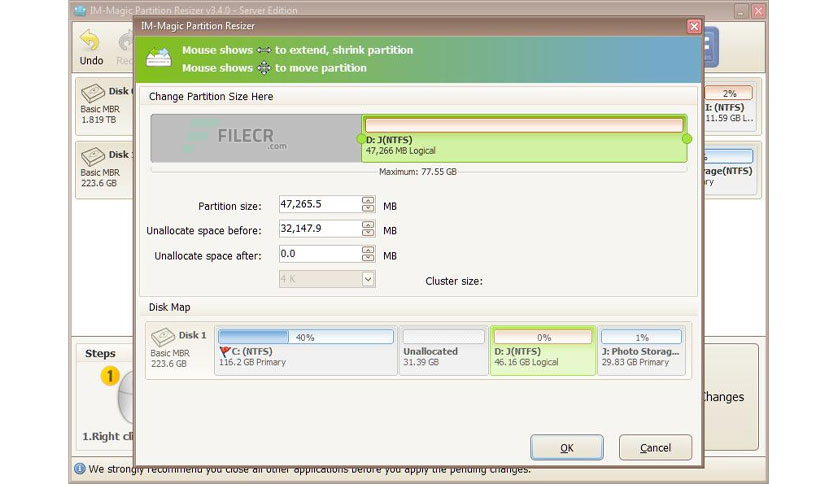 IM-Magic Partition Resizer v3.4.0 - Server Edition
IM-Magic Partition Resizer
Undo
Mouse shows to extend, shrink partition
Mouse shows to move partition
Change Partition Size Here
FILECR
.com
D: J(NTFS)
47,266 MB Logical
Maximum: 77.55 GB
Partition size: 47,265.5 MB
Unallocate space before: 32,147.9 MB
Unallocate space after: 0.0 MB
4 K Cluster size:
Disk Map
Disk 1
Basic MBR
223.6 GB
40%
C: (NTFS)
116.2 GB Primary
Unallocated
31.39 GB
0%
D: J(NTFS)
46.16 GB Logical
1%
J: Photo Storag...
29.83 GB Primary
OK Cancel
Disk
Basic MBR
1.819 TB
2%
I: (NTFS)
11.59 GB L...
Disk
Basic MBR
223.6 GB
%
rage(NTFS)
ary
Steps
1
1.Right cli
Changes
We strongly recommend you close all other applications before you apply the pending changes.